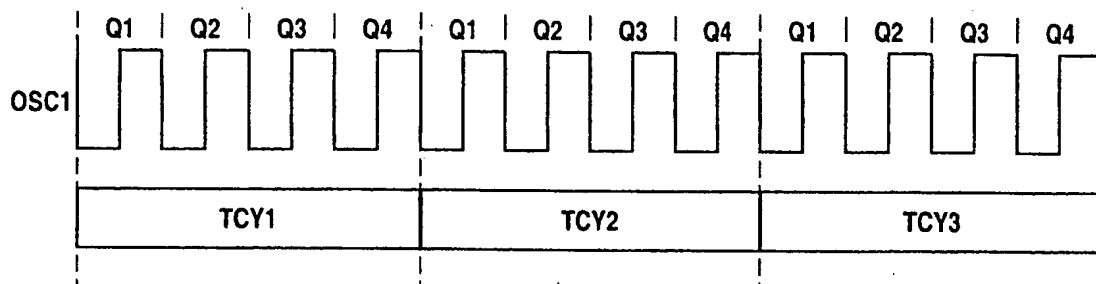 Q1 | Q2 | Q3 | Q4 | Q1 | Q2 | Q3 | Q4 | Q1 | Q2 | Q3 | Q4
OSC1
TCY1 TCY2 TCY3